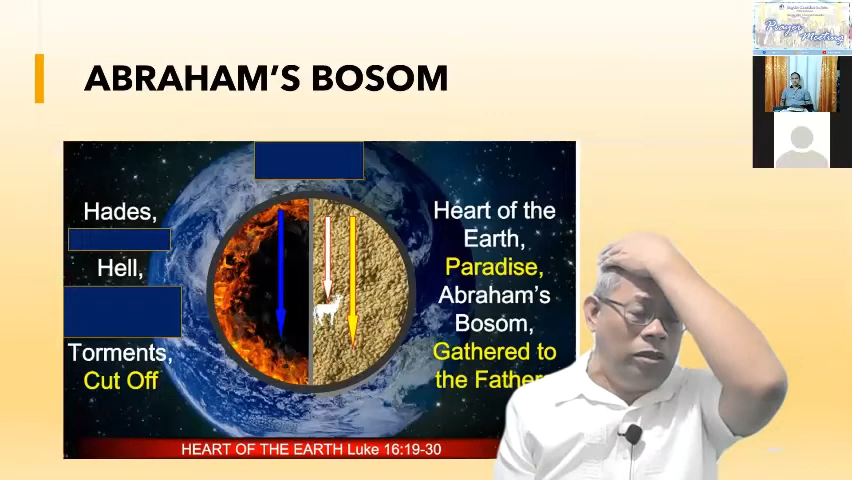 Prayer
Meeting
ABRAHAM'S BOSOM
Hades,
Hell,
Torments,
Cut Off
Heart of the
Earth,
Paradise,
Abraham's
Bosom,
Gathered to
the Father
HEART OF THE EARTH Luke 16:19-30